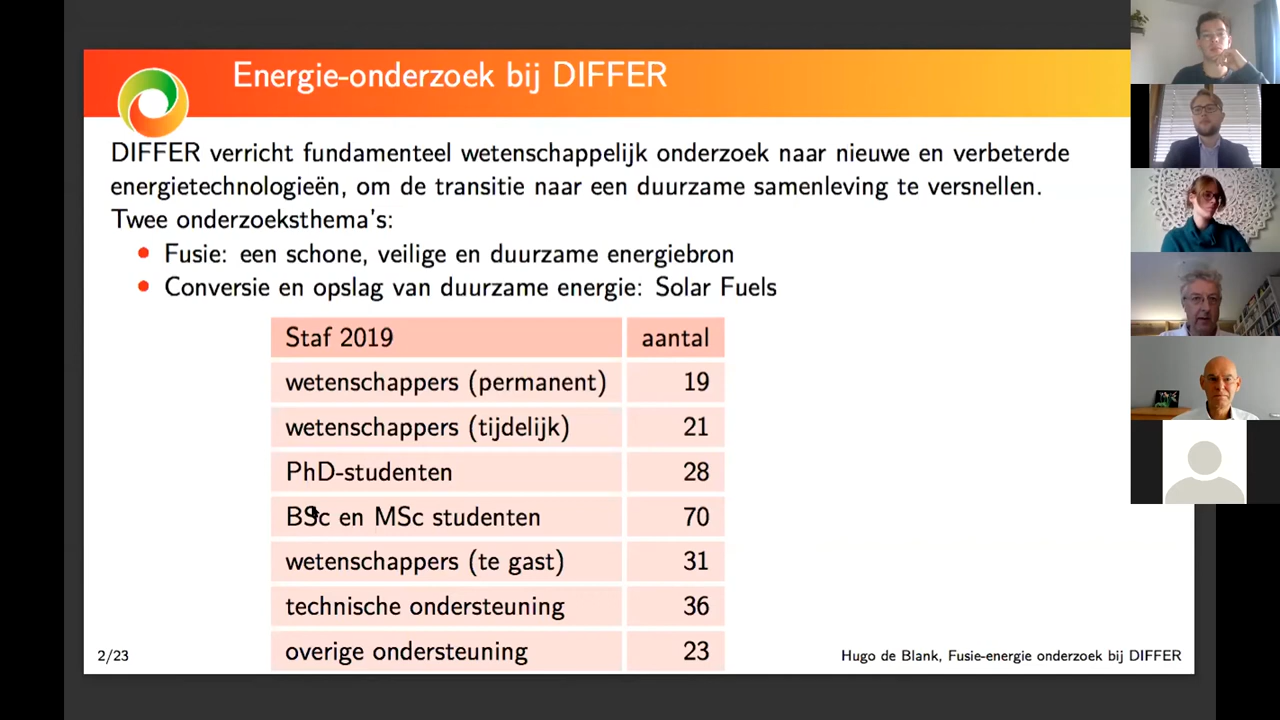 Energie-onderzoek bij DIFFER
DIFFER verricht fundamenteel wetenschappelijk onderzoek naar nieuwe en verbeterde
energietechnologieën, om de transitie naar een duurzame samenleving te versnellen.
Twee onderzoeksthema's:
Fusie: een schone, veilige en duurzame energiebron
Conversie en opslag van duurzame energie: Solar Fuels
Staf 2019 aantal
wetenschappers (permanent) 19
wetenschappers (tijdelijk) 21
PhD-studenten 28
BSc en MSc studenten 70
wetenschappers (te gast) 31
technische ondersteuning 36
overige ondersteuning 23
2/23 Hugo de Blank, Fusie-energie onderzoek bij DIFFER